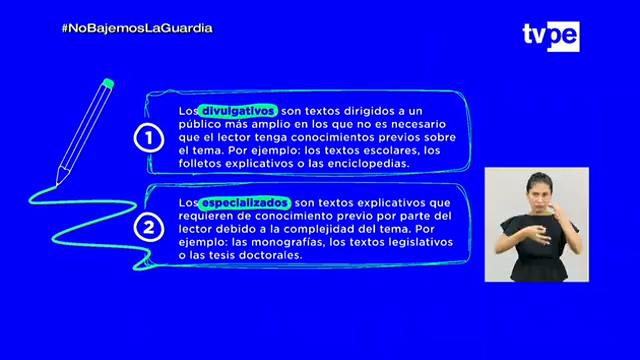 #NoBajemosLaGuardia
tvpe
1
Los divulgativos son textos dirigidos a un
público más amplio en los que no es necesario
que el lector tenga conocimientos previos sobre
el tema. Por ejemplo: los textos escolares, los
folletos explicativos o las enciclopedias.
2
Los especializados son textos explicativos que
requieren de conocimiento previo por parte del
lector debido a la complejidad del tema. Por
ejemplo: las monografías, los textos legislativos
o las tesis doctorales.